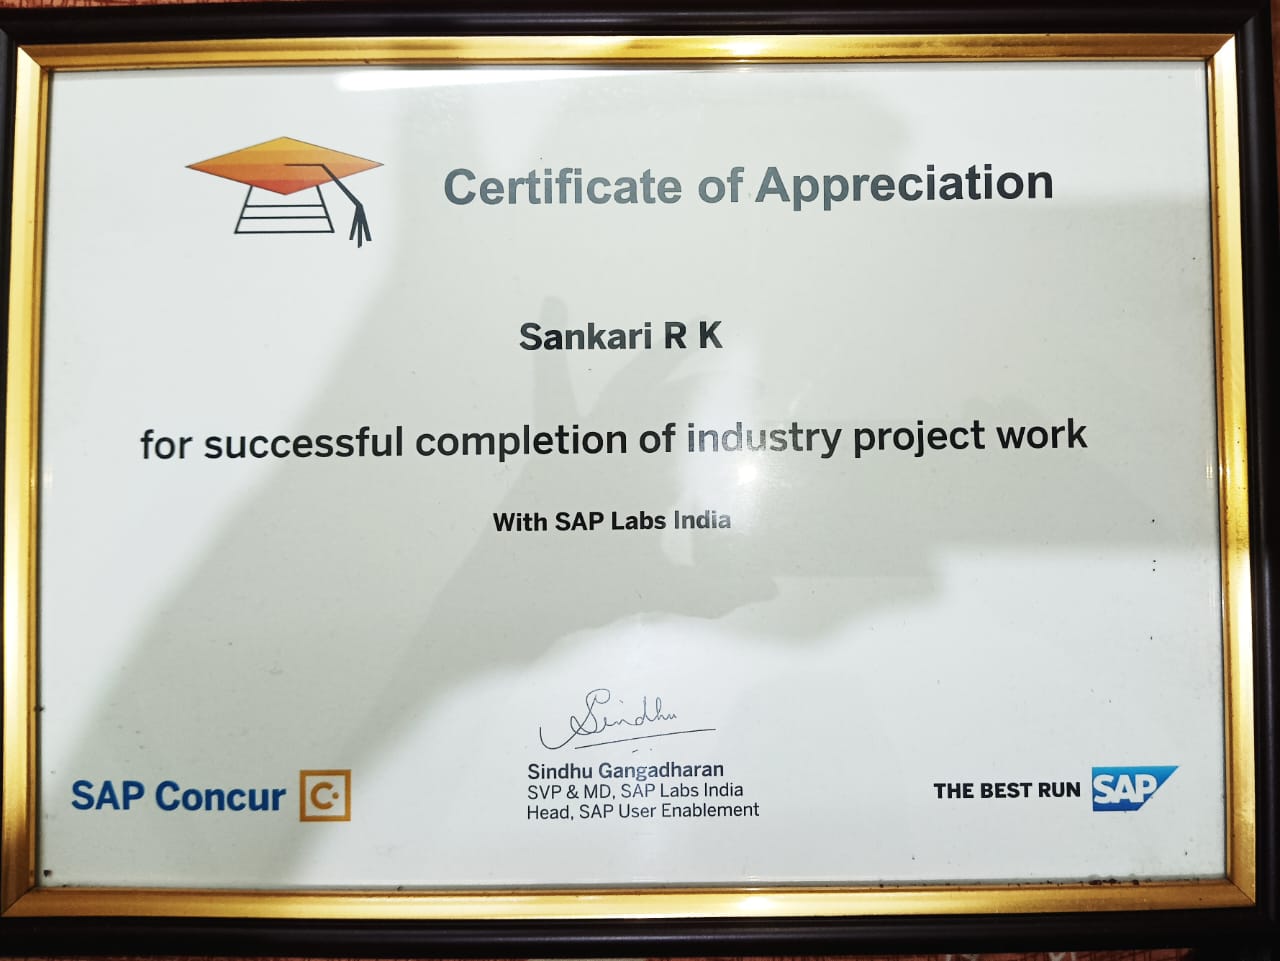 Certificate of Appreciation
Sankari R K
for successful completion of industry project work
With SAP Labs India
Sindhu
Sindhu Gangadharan
SVP & MD, SAP Labs India
Head, SAP User Enablement
SAP Concur C.
THE BEST RUN SAP